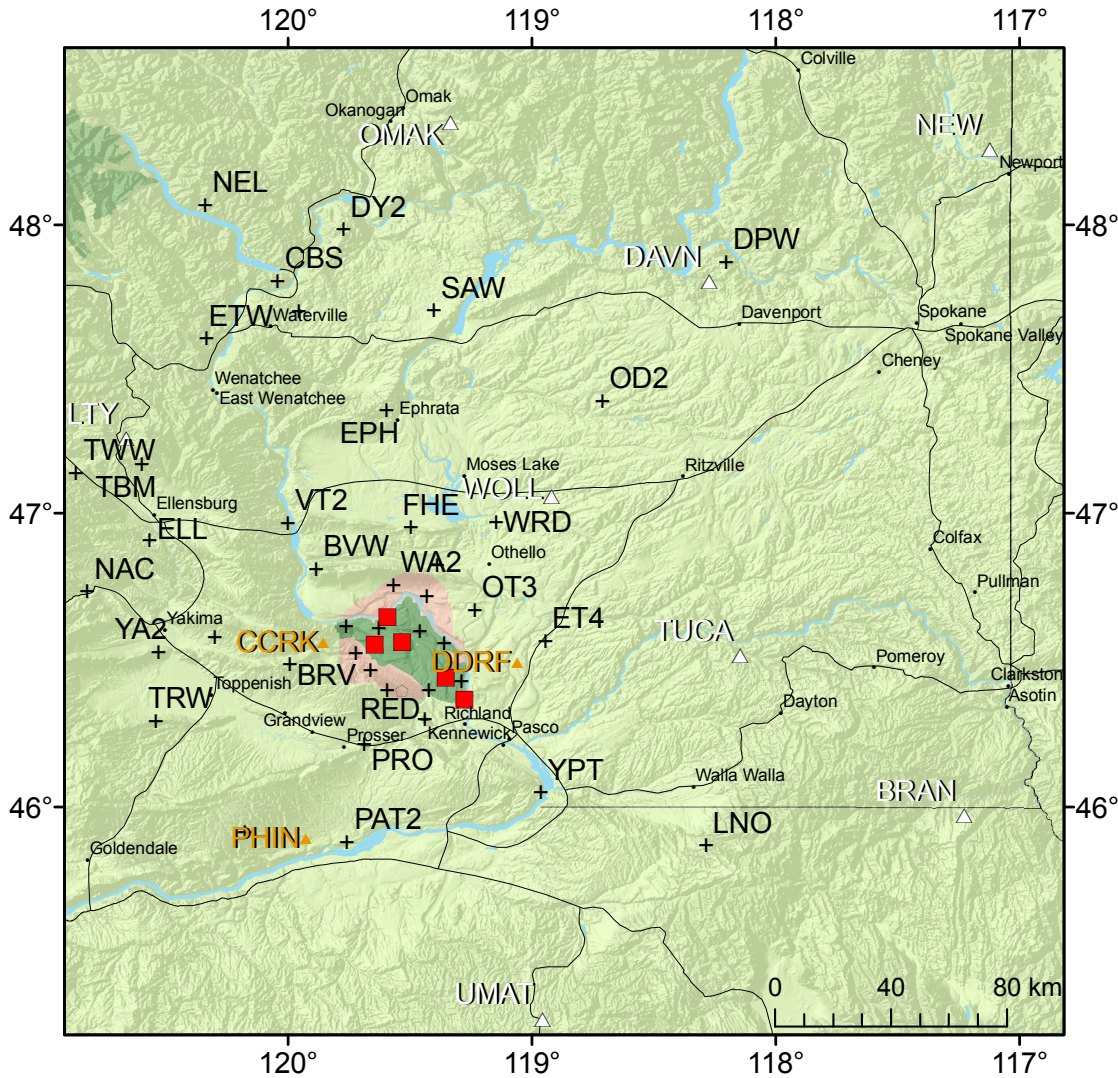 120° 119° 118° 117°
Colville
Omak
Okanogan
OMAK
NEW
Newport
NEL
DY2
48° 48°
DPW
DAVN
CBS
SAW
ETW
Waterville
Davenport
Spokane
Spokane Valley
Cheney
Wenatchee
East Wenatchee
OD2
Ephrata
EPH
LTY
TWW
Moses Lake
Ritzville
TBM
WOLL
Ellensburg
VT2
FHE
WRD
47° 47°
ELL
Colfax
BVW
WA2
Othello
NAC
OT3
Pullman
YA2
Yakima
CCRK
ET4
TUCA
DDRF
Pomeroy
BRV
Clarkston
Asotin
TRW
Toppenish
RED
Dayton
Grandview
Richland
Pasco
Prosser
Kennewick
PRO
YPT
Walla Walla
46° 46°
BRAN
PAT2
LNO
PHIN
Goldendale
UMAT
0 40 80 km
120° 119° 118° 117°